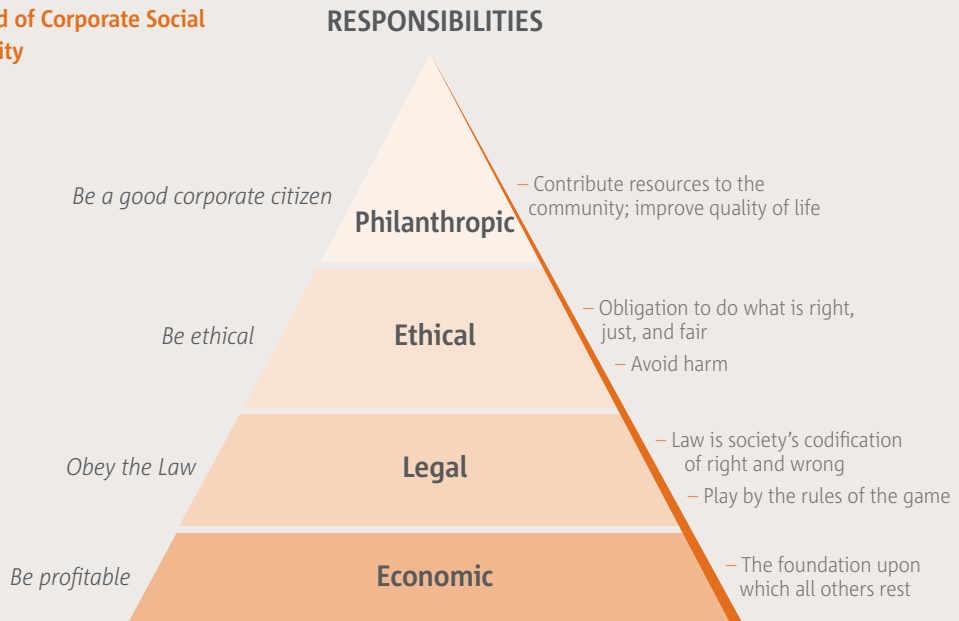 d of Corporate Social
ity
RESPONSIBILITIES
Be a good corporate citizen
Philanthropic
– Contribute resources to the
community; improve quality of life
Be ethical
Ethical
– Obligation to do what is right,
just, and fair
– Avoid harm
Obey the Law
Legal
– Law is society’s codification
of right and wrong
– Play by the rules of the game
Be profitable
Economic
– The foundation upon
which all others rest